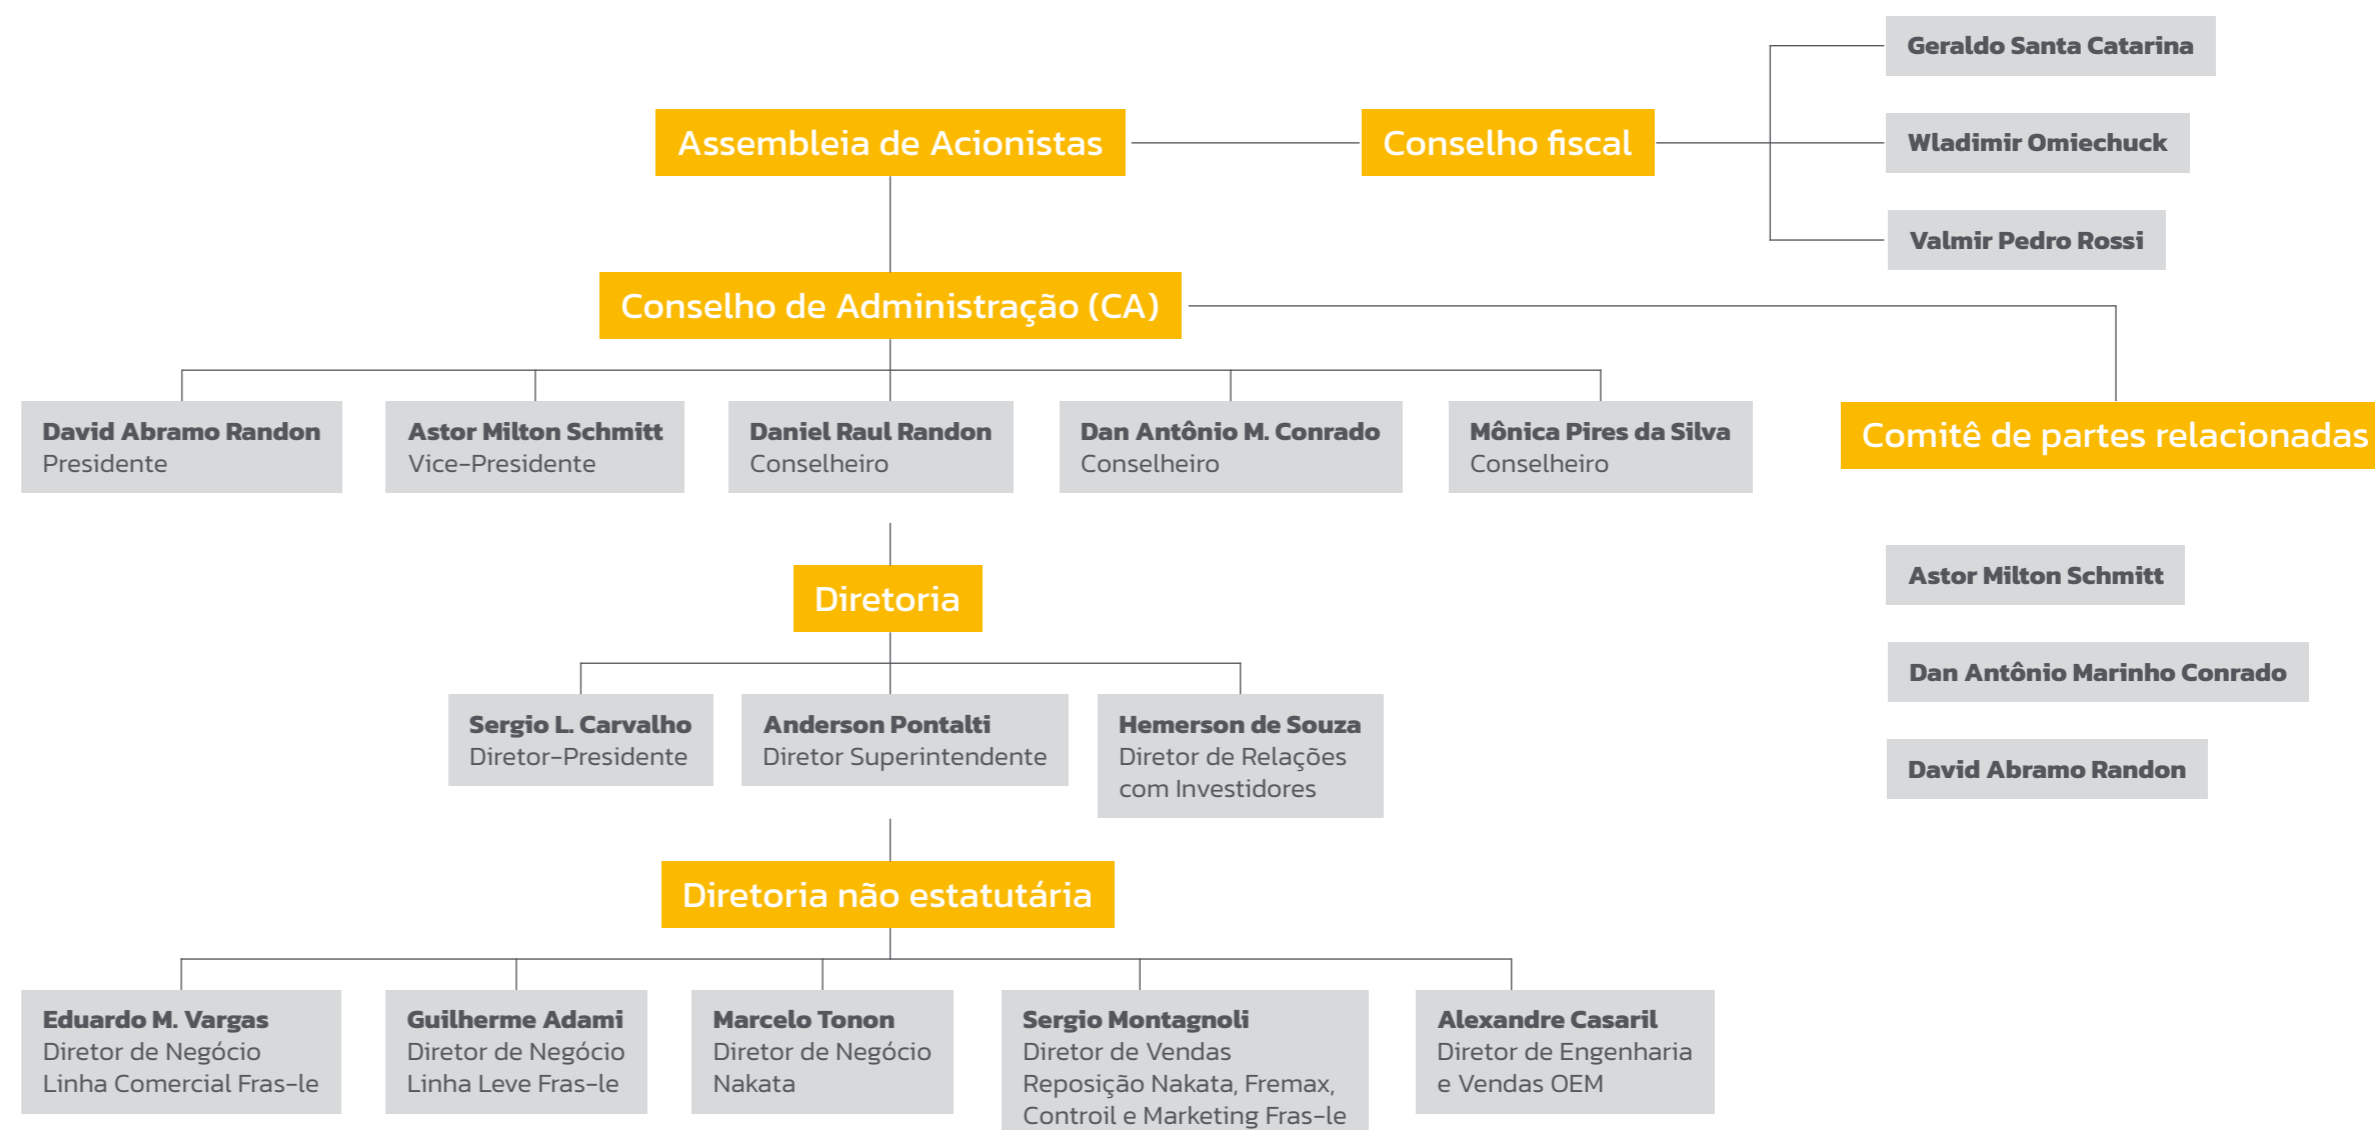 Geraldo Santa Catarina
Assembleia de Acionistas
Conselho fiscal
Wladimir Omiechuck
Valmir Pedro Rossi
Conselho de Administração (CA)
David Abramo Randon
Presidente
Astor Milton Schmitt
Vice-Presidente
Daniel Raul Randon
Conselheiro
Dan Antônio M. Conrado
Conselheiro
Mônica Pires da Silva
Conselheiro
Comitê de partes relacionadas
Astor Milton Schmitt
Dan Antônio Marinho Conrado
David Abramo Randon
Diretoria
Sergio L. Carvalho
Diretor-Presidente
Anderson Pontalti
Diretor Superintendente
Hemerson de Souza
Diretor de Relações
com Investidores
Diretoria não estatutária
Eduardo M. Vargas
Diretor de Negócio
Linha Comercial Fras-le
Guilherme Adami
Diretor de Negócio
Linha Leve Fras-le
Marcelo Tonon
Diretor de Negócio
Nakata
Sergio Montagnoli
Diretor de Vendas
Reposição Nakata, Fremax,
Controil e Marketing Fras-le
Alexandre Casaril
Diretor de Engenharia
e Vendas OEM